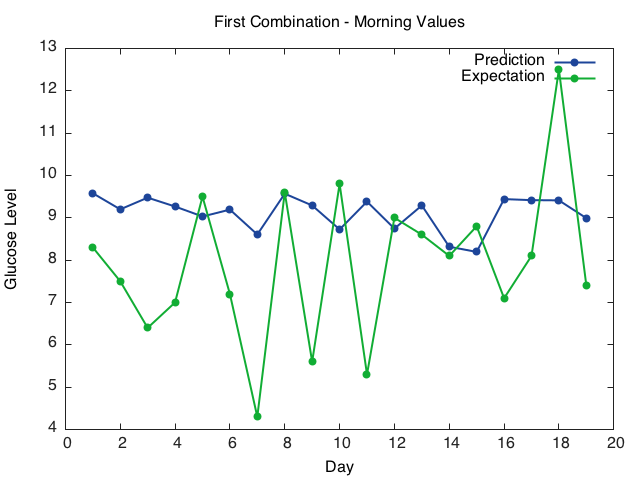 First Combination - Morning Values
Prediction
Expectation
13
12
11
10
9
8
7
6
5
4
Glucose Level
0 2 4 6 8 10 12 14 16 18 20
Day